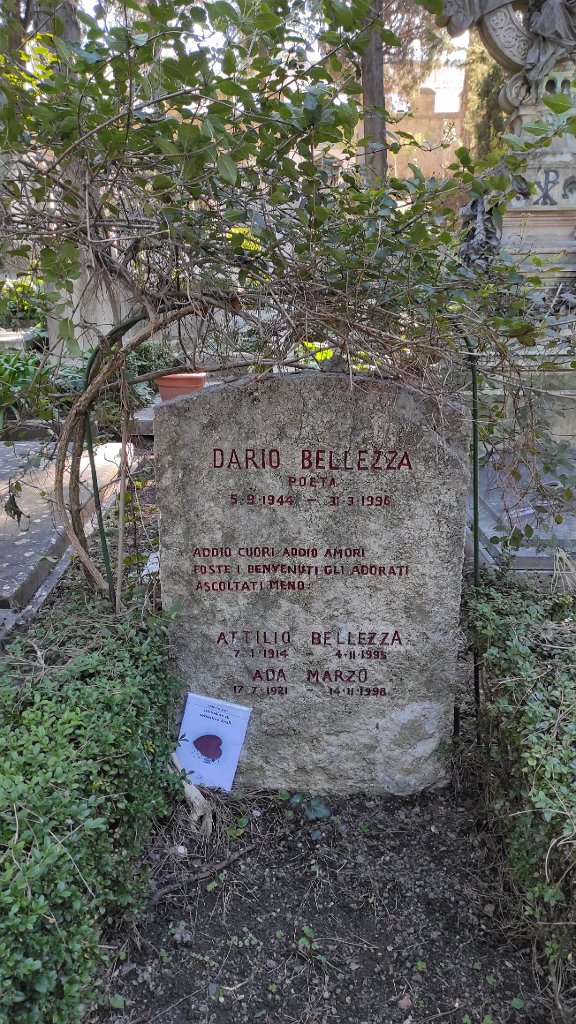 DARIO BELLEZZA
POETA
5·9·1944 – 31·3·1996
ADDIO CUORI ADDIO AMORI
FOSTE I BENVENUTI GLI ADORATI
ASCOLTATI MENO.
ATTILIO BELLEZZA
7·1·1914 4·11·1995
ADA MARZO
17·7·1921 – 14·11·1998